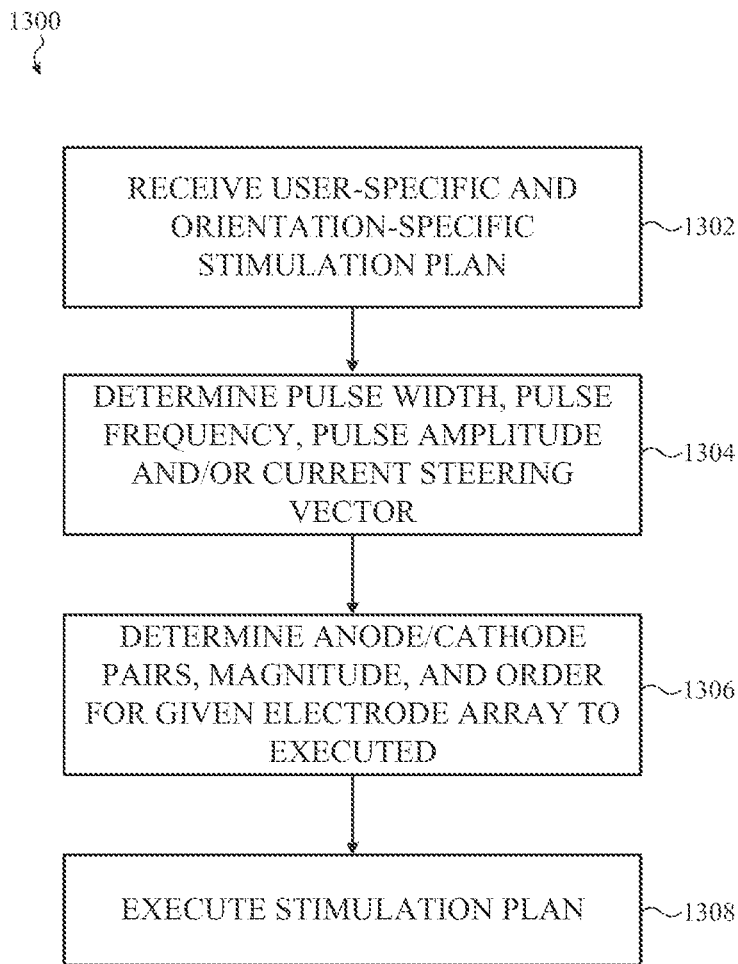 1300
RECEIVE USER-SPECIFIC AND
ORIENTATION-SPECIFIC
STIMULATION PLAN
1302
DETERMINE PULSE WIDTH, PULSE
FREQUENCY, PULSE AMPLITUDE
AND/OR CURRENT STEERING
VECTOR
1304
DETERMINE ANODE/CATHODE
PAIRS, MAGNITUDE, AND ORDER
FOR GIVEN ELECTRODE ARRAY TO
EXECUTED
1306
EXECUTE STIMULATION PLAN
1308